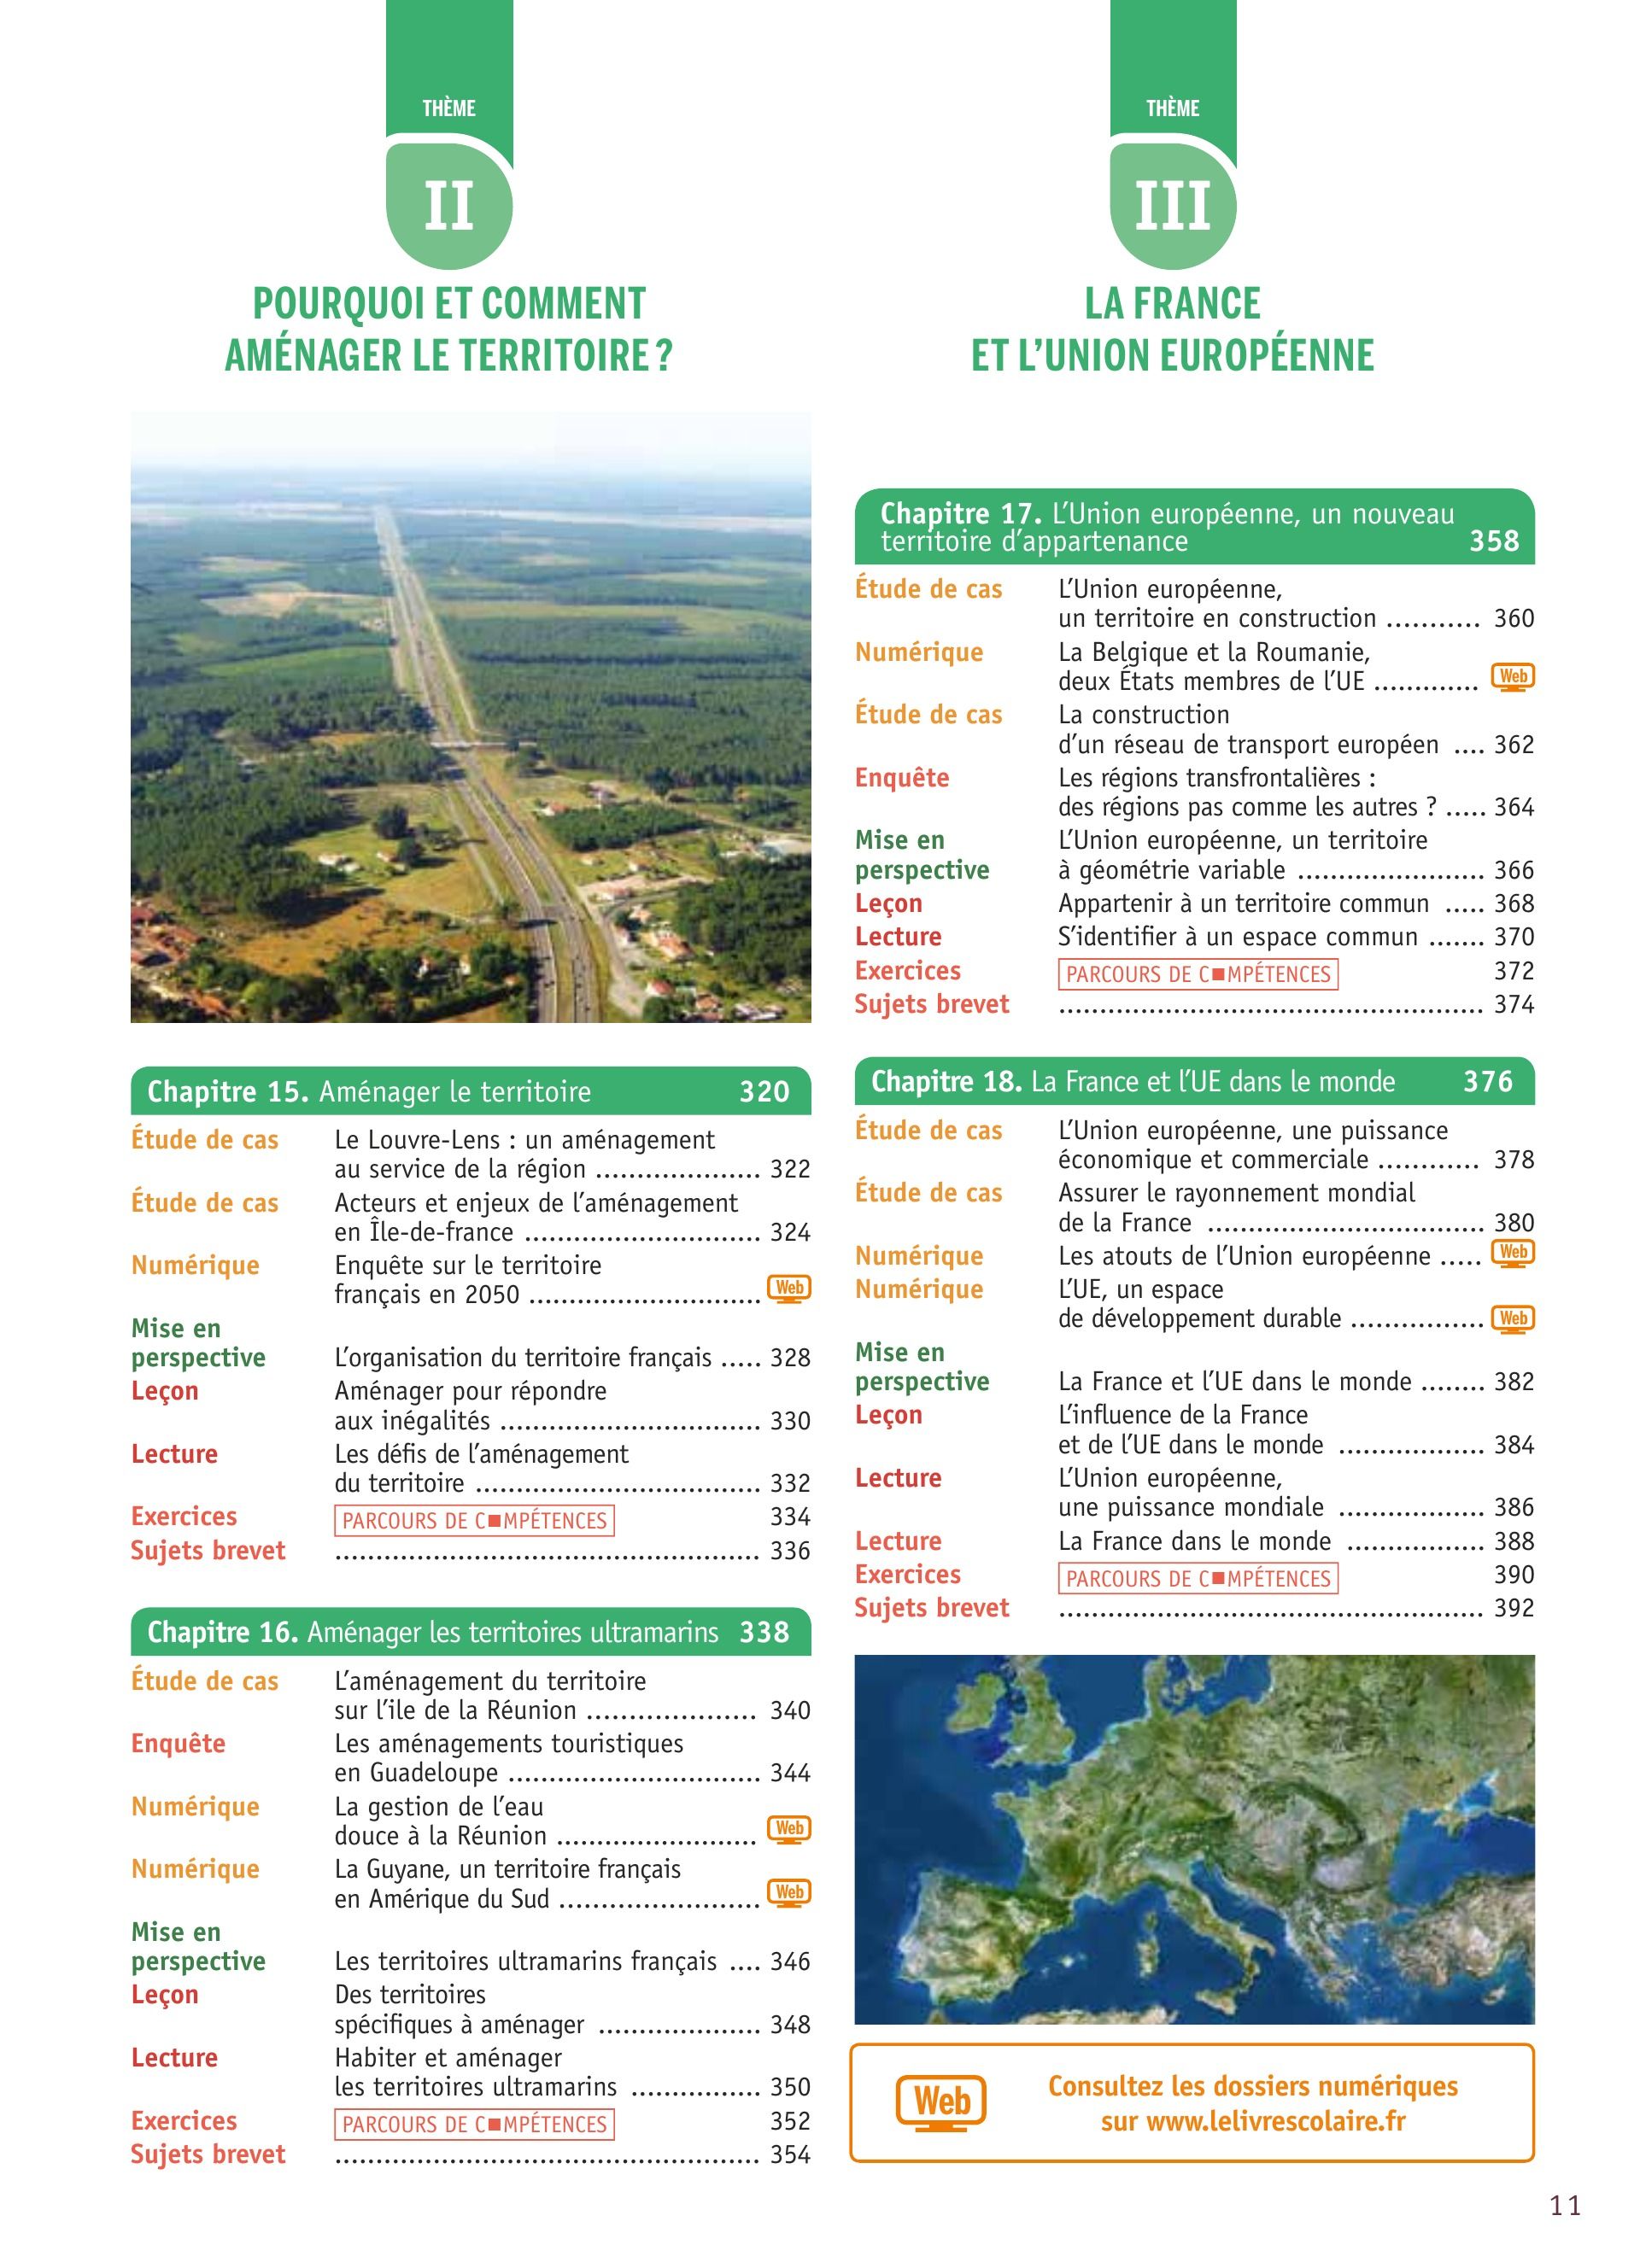 THÈME
II
POURQUOI ET COMMENT
AMÉNAGER LE TERRITOIRE ?
Chapitre 15. Aménager le territoire 320
Étude de cas Le Louvre-Lens : un aménagement
au service de la région .................... 322
Étude de cas Acteurs et enjeux de l'aménagement
en Île-de-france ............................. 324
Numérique Enquête sur le territoire
français en 2050 ............................ Web
Mise en
perspective L'organisation du territoire français ..... 328
Leçon Aménager pour répondre
aux inégalités ................................ 330
Lecture Les défis de l'aménagement
du territoire ................................... 332
Exercices PARCOURS DE C■MPÉTENCES 334
Sujets brevet .................................................... 336
Chapitre 16. Aménager les territoires ultramarins 338
Étude de cas L'aménagement du territoire
sur l'ile de la Réunion ..................... 340
Enquête Les aménagements touristiques
en Guadeloupe ............................... 344
Numérique La gestion de l'eau
douce à la Réunion ........................ Web
Numérique La Guyane, un territoire français
en Amérique du Sud ......................... Web
Mise en
perspective Les territoires ultramarins français .... 346
Leçon Des territoires
spécifiques à aménager .................... 348
Lecture Habiter et aménager
les territoires ultramarins ................ 350
Exercices PARCOURS DE C■MPÉTENCES 352
Sujets brevet .................................................... 354
THÈME
III
LA FRANCE
ET L'UNION EUROPÉENNE
Chapitre 17. L'Union européenne, un nouveau
territoire d'appartenance 358
Étude de cas L'Union européenne,
un territoire en construction ............ 360
Numérique La Belgique et la Roumanie,
deux États membres de l'UE ............. Web
Étude de cas La construction
d'un réseau de transport européen .... 362
Enquête Les régions transfrontalières :
des régions pas comme les autres ? ..... 364
Mise en L'Union européenne, un territoire
perspective à géométrie variable ....................... 366
Leçon Appartenir à un territoire commun ..... 368
Lecture S'identifier à un espace commun ....... 370
Exercices PARCOURS DE C■MPÉTENCES 372
Sujets brevet .................................................... 374
Chapitre 18. La France et l'UE dans le monde 376
Étude de cas L'Union européenne, une puissance
économique et commerciale ............ 378
Étude de cas Assurer le rayonnement mondial
de la France .................................. 380
Numérique Les atouts de l'Union européenne ..... Web
Numérique L'UE, un espace
de développement durable ................ Web
Mise en
perspective La France et l'UE dans le monde ........ 382
Leçon L'influence de la France
et de l'UE dans le monde .................. 384
Lecture L'Union européenne,
une puissance mondiale .................. 386
Lecture La France dans le monde ................. 388
Exercices PARCOURS DE C■MPÉTENCES 390
Sujets brevet .................................................... 392
Web
Consultez les dossiers numériques
sur www.lelivrescolaire.fr
11